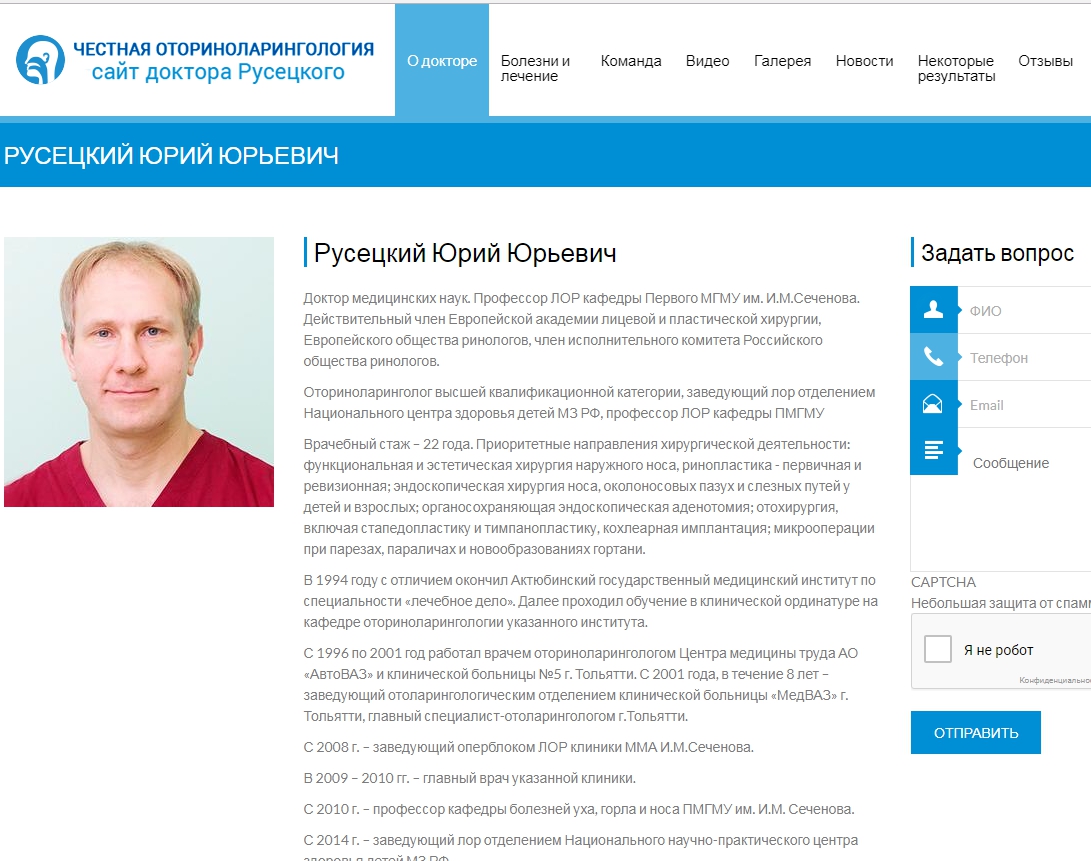 ЧЕСТНАЯ ОТОРИНОЛАРИНГОЛОГИЯ
сайт доктора Русецкого
О докторе
Болезни и
лечение
Команда
Видео
Галерея
Новости
Некоторые
результаты
Отзывы
РУСЕЦКИЙ ЮРИЙ ЮРЬЕВИЧ
Русецкий Юрий Юрьевич
Доктор медицинских наук. Профессор ЛОР кафедры Первого МГМУ им. И.М.Сеченова.
Действительный член Европейской академии лицевой и пластической хирургии,
Европейского общества ринологов, член исполнительного комитета Российского
общества ринологов.
Оториноларинголог высшей квалификационной категории, заведующий лор отделением
Национального центра здоровья детей МЗ РФ, профессор ЛОР кафедры ПМГМУ
Врачебный стаж – 22 года. Приоритетные направления хирургической деятельности:
функциональная и эстетическая хирургия наружного носа, ринопластика - первичная и
ревизионная; эндоскопическая хирургия носа, околоносовых пазух и слезных путей у
детей и взрослых; органосохраняющая эндоскопическая аденотомия; отохирургия,
включая стапедопластику и тимпанопластику, кохлеарная имплантация; микрооперации
при парезах, параличах и новообразованиях гортани.
В 1994 году с отличием окончил Актюбинский государственный медицинский институт по
специальности «лечебное дело». Далее проходил обучение в клинической ординатуре на
кафедре оториноларингологии указанного института.
С 1996 по 2001 год работал врачем оториноларингологом Центра медицины труда АО
«АвтоВАЗ» и клинической больницы №5 г. Тольятти. С 2001 года, в течение 8 лет –
заведующий отоларингологическим отделением клинической больницы «МедВАЗ» г.
Тольятти, главный специалист-отоларингологом г.Тольятти.
С 2008 г. – заведующий оперблоком ЛОР клиники ММА И.М.Сеченова.
В 2009 – 2010 гг. – главный врач указанной клиники.
С 2010 г. – профессор кафедры болезней уха, горла и носа ПМГМУ им. И.М. Сеченова.
С 2014 г. – заведующий лор отделением Национального научно-практического центра
здоровья детей МЗ РФ
Задать вопрос
ФИО
Телефон
Email
Сообщение
CAPTCHA
Небольшая защита от спам
Я не робот
Конфиденциальнос
ОТПРАВИТЬ